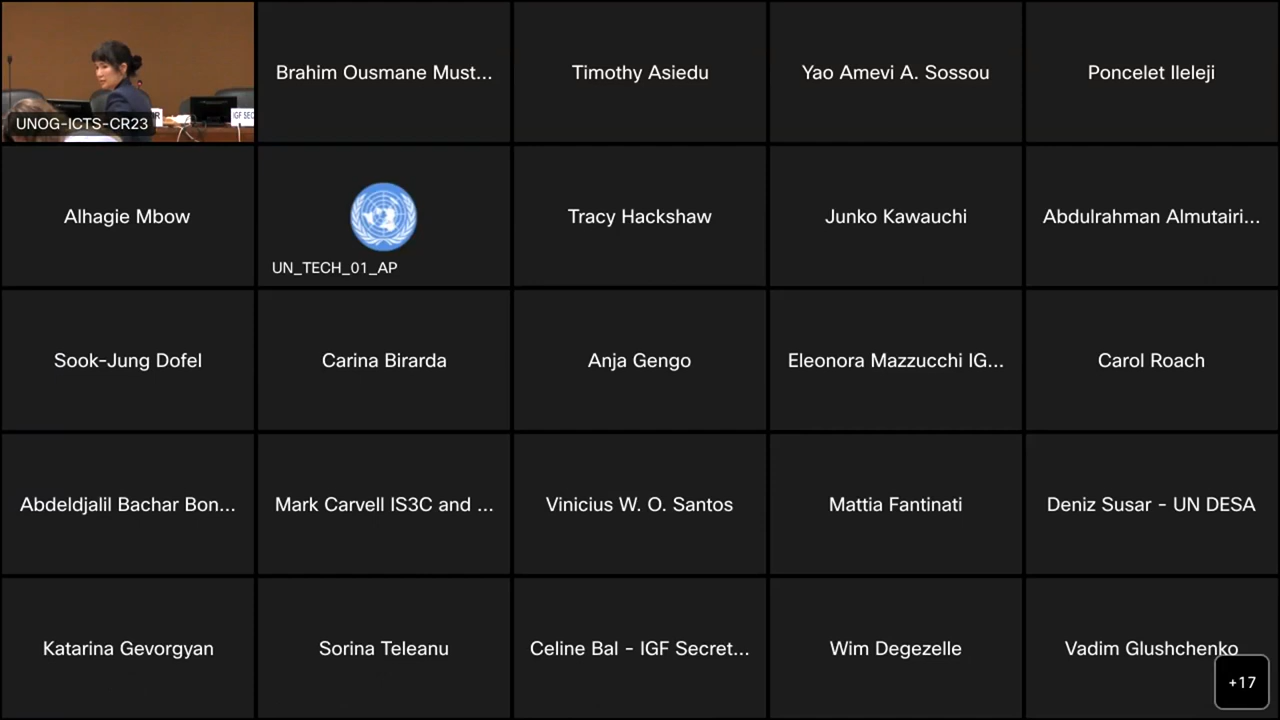 UNOG-ICTS-CR23
R
IGF SEC
Brahim Ousmane Must...
Timothy Asiedu
Yao Amevi A. Sossou
Poncelet Ileleji
Alhagie Mbow
UN_TECH_01_AP
Tracy Hackshaw
Junko Kawauchi
Abdulrahman Almutairi...
Sook-Jung Dofel
Carina Birarda
Anja Gengo
Eleonora Mazzucchi IG...
Carol Roach
Abdeldjalil Bachar Bon...
Mark Carvell IS3C and ...
Vinicius W. O. Santos
Mattia Fantinati
Deniz Susar - UN DESA
Katarina Gevorgyan
Sorina Teleanu
Celine Bal - IGF Secret...
Wim Degezelle
Vadim Glushchenko
+17